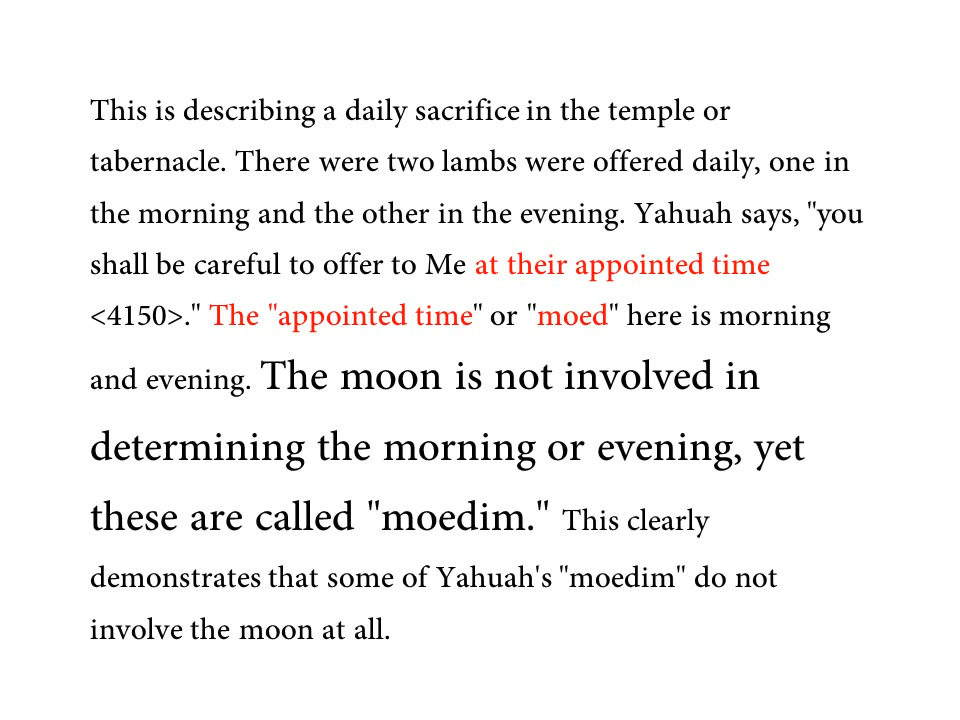 This is describing a daily sacrifice in the temple or
tabernacle. There were two lambs were offered daily, one in
the morning and the other in the evening. Yahuah says, "you
shall be careful to offer to Me at their appointed time
<4150>." The "appointed time" or "moed" here is morning
and evening. The moon is not involved in
determining the morning or evening, yet
these are called "moedim." This clearly
demonstrates that some of Yahuah's "moedim" do not
involve the moon at all.